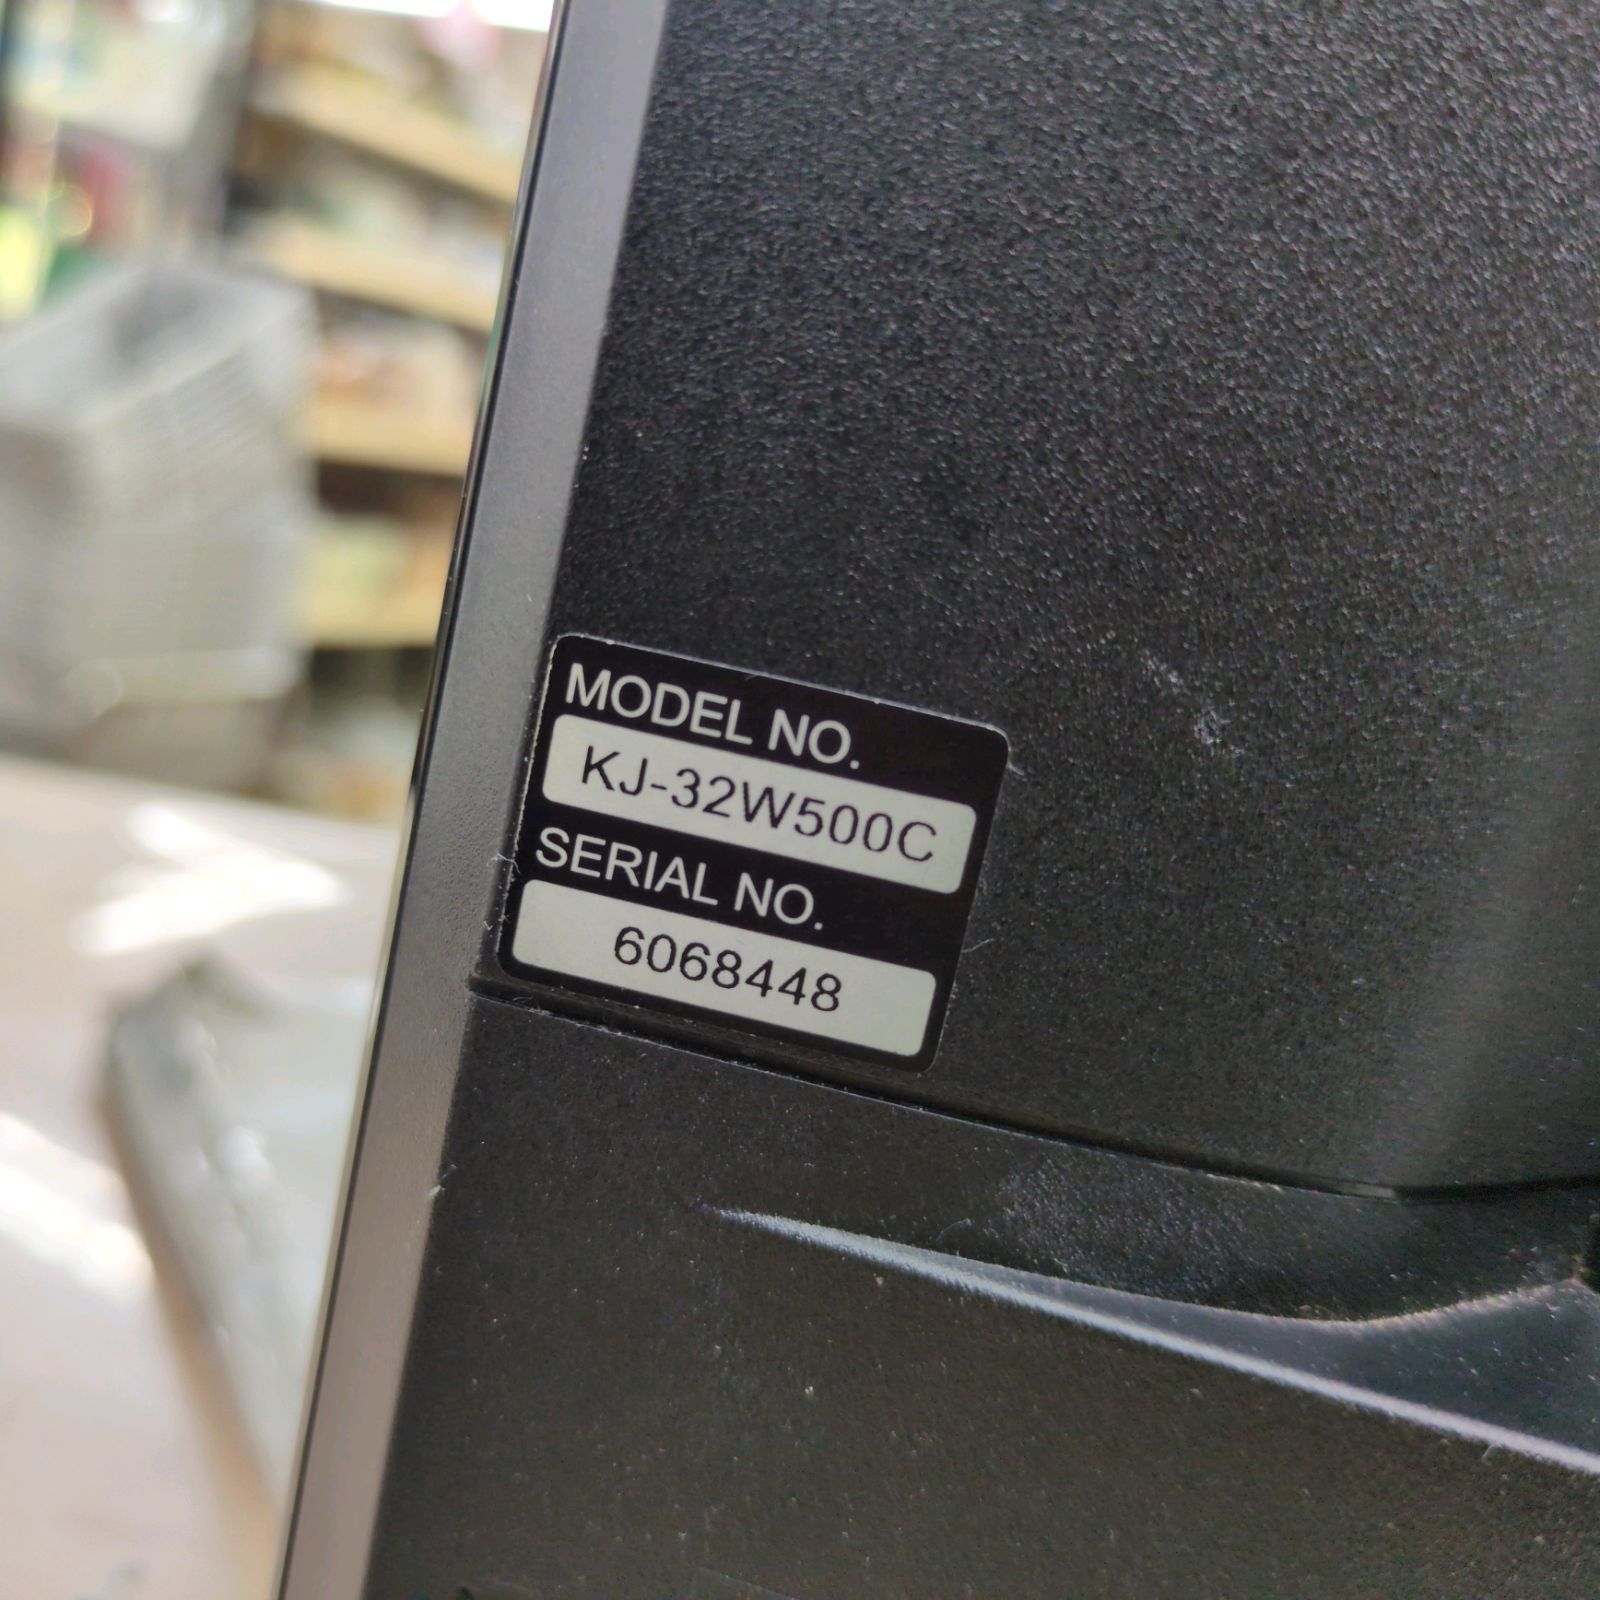 MODEL NO.
KJ-32W500C
SERIAL NO.
6068448